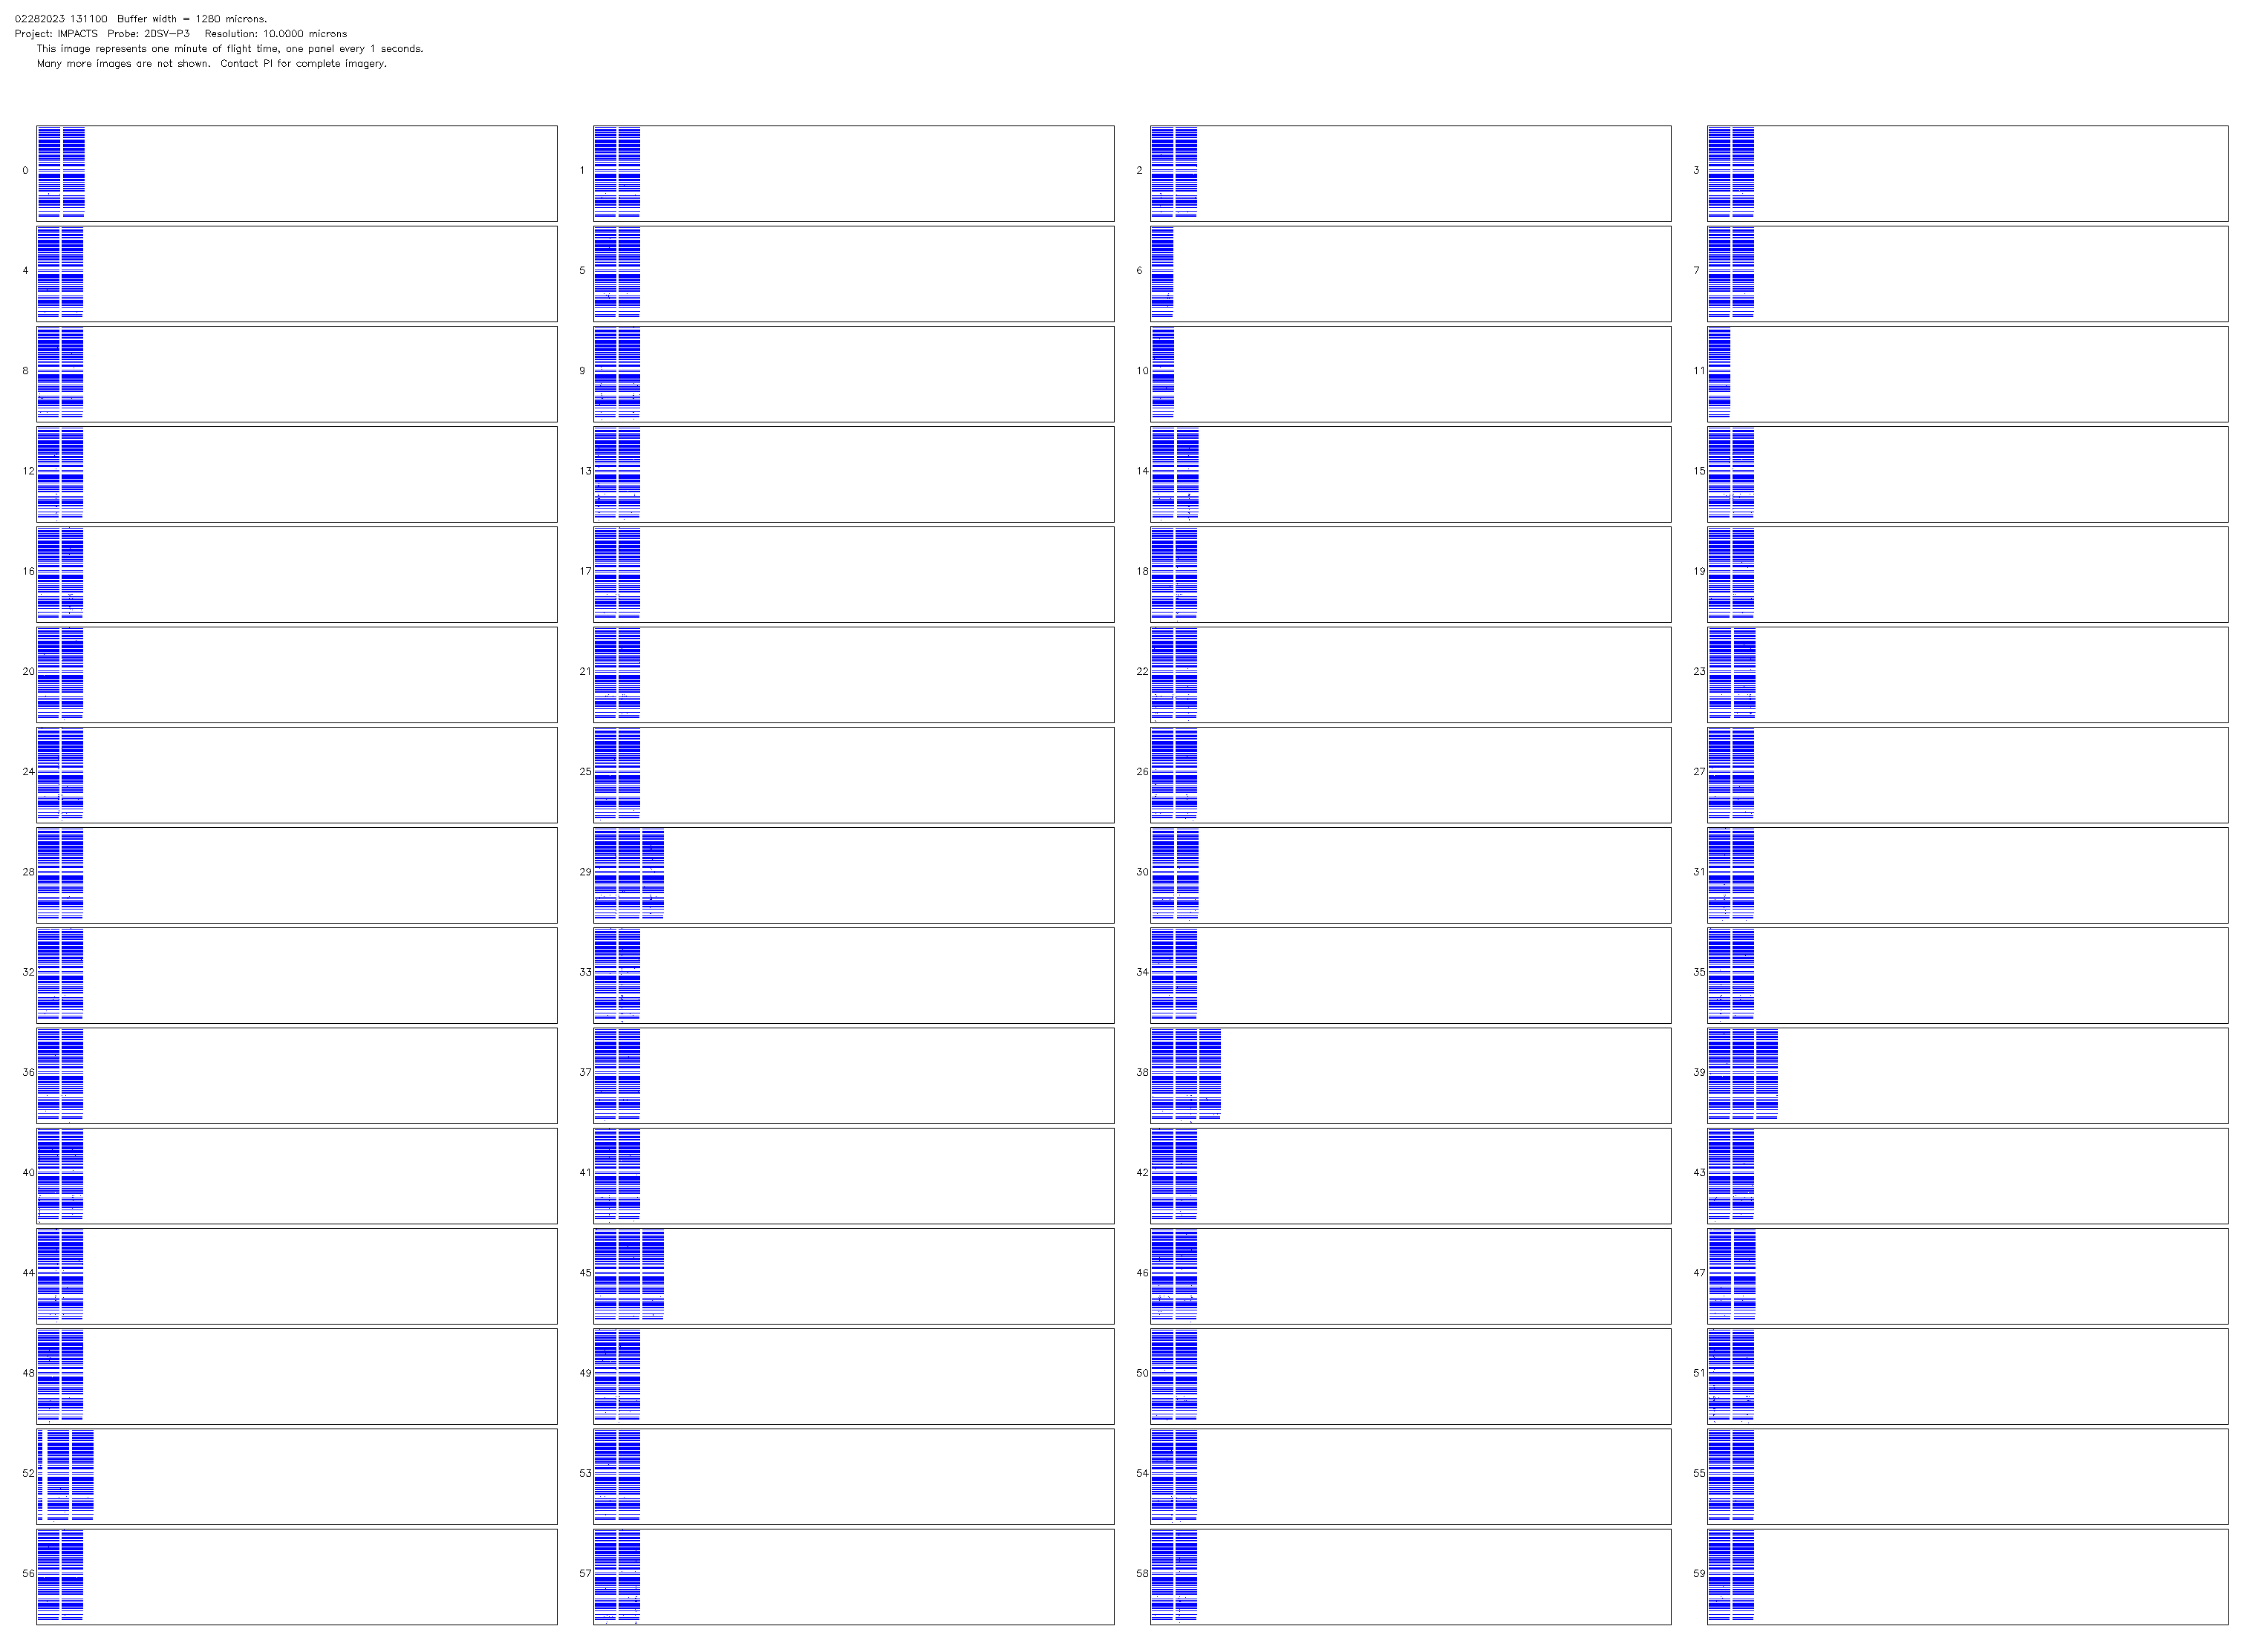 02282023 131100  Buffer width = 1280 microns.
Project: IMPACTS  Probe: 2DSV-P3   Resolution: 10.0000 microns
This image represents one minute of flight time, one panel every 1 seconds.
Many more images are not shown.  Contact PI for complete imagery.
0 1 2 3
4 5 6 7
8 9 10 11
12 13 14 15
16 17 18 19
20 21 22 23
24 25 26 27
28 29 30 31
32 33 34 35
36 37 38 39
40 41 42 43
44 45 46 47
48 49 50 51
52 53 54 55
56 57 58 59